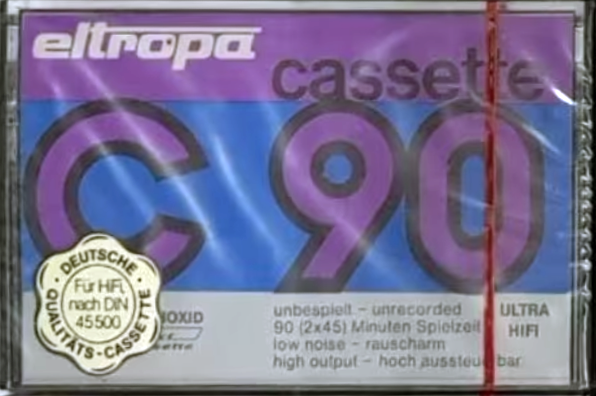 eltropa
cassette
C 90
DEUTSCHE
QUALITÄTS-CASSETTE
Für HiFi,
nach DIN
45500
unbespielt - unrecorded
90 (2x45) Minuten Spielzeit
low noise - rauscharm
high output - hoch aussteuerbar
ULTRA
HIFI